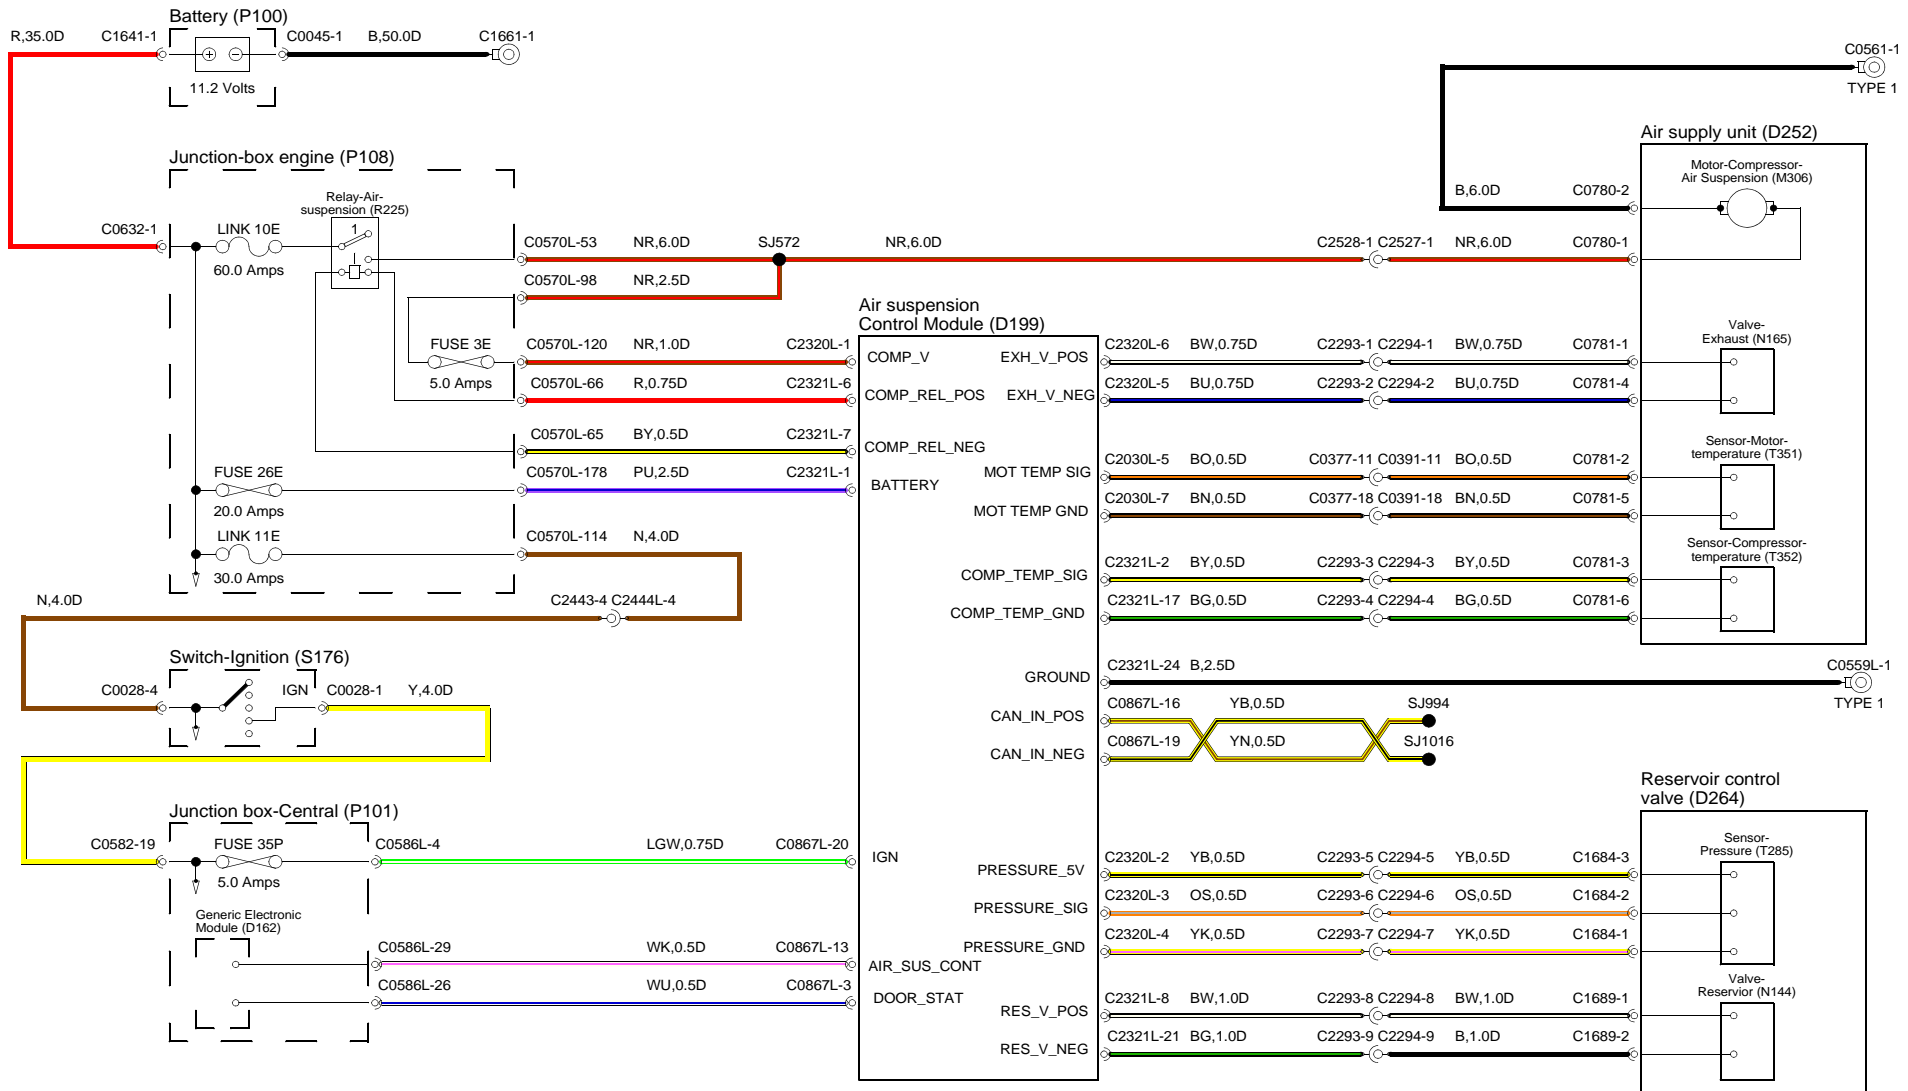 Battery (P100)
R,35.0D C1641-1 C0045-1 B,50.0D C1661-1
11.2 Volts
C0561-1
TYPE 1
Junction-box engine (P108)
Relay-Air-
suspension (R225)
1
C0632-1 LINK 10E
60.0 Amps
C0570L-53 NR,6.0D SJ572 NR,6.0D C2528-1 C2527-1 NR,6.0D C0780-1
C0570L-98 NR,2.5D
Air supply unit (D252)
Motor-Compressor-
Air Suspension (M306)
B,6.0D C0780-2
Air suspension
Control Module (D199)
FUSE 3E
5.0 Amps
C0570L-120 NR,1.0D C2320L-1 COMP_V
C0570L-66 R,0.75D C2321L-6 COMP_REL_POS
C0570L-65 BY,0.5D C2321L-7 COMP_REL_NEG
FUSE 26E
20.0 Amps
C0570L-178 PU,2.5D C2321L-1 BATTERY
LINK 11E
30.0 Amps
C0570L-114 N,4.0D
N,4.0D C2443-4 C2444L-4
EXH_V_POS C2320L-6 BW,0.75D C2293-1 C2294-1 BW,0.75D C0781-1
EXH_V_NEG C2320L-5 BU,0.75D C2293-2 C2294-2 BU,0.75D C0781-4
Valve-
Exhaust (N165)
MOT TEMP SIG C2030L-5 BO,0.5D C0377-11 C0391-11 BO,0.5D C0781-2
MOT TEMP GND C2030L-7 BN,0.5D C0377-18 C0391-18 BN,0.5D C0781-5
Sensor-Motor-
temperature (T351)
COMP_TEMP_SIG C2321L-2 BY,0.5D C2293-3 C2294-3 BY,0.5D C0781-3
COMP_TEMP_GND C2321L-17 BG,0.5D C2293-4 C2294-4 BG,0.5D C0781-6
Sensor-Compressor-
temperature (T352)
Switch-Ignition (S176)
C0028-4 IGN C0028-1 Y,4.0D
GROUND C2321L-24 B,2.5D C0559L-1
TYPE 1
CAN_IN_POS C0867L-16 YB,0.5D SJ994
CAN_IN_NEG C0867L-19 YN,0.5D SJ1016
Junction box-Central (P101)
C0582-19 FUSE 35P
5.0 Amps
C0586L-4 LGW,0.75D C0867L-20 IGN
Generic Electronic
Module (D162)
C0586L-29 WK,0.5D C0867L-13 AIR_SUS_CONT
C0586L-26 WU,0.5D C0867L-3 DOOR_STAT
Reservoir control
valve (D264)
PRESSURE_5V C2320L-2 YB,0.5D C2293-5 C2294-5 YB,0.5D C1684-3
PRESSURE_SIG C2320L-3 OS,0.5D C2293-6 C2294-6 OS,0.5D C1684-2
PRESSURE_GND C2320L-4 YK,0.5D C2293-7 C2294-7 YK,0.5D C1684-1
Sensor-
Pressure (T285)
RES_V_POS C2321L-8 BW,1.0D C2293-8 C2294-8 BW,1.0D C1689-1
RES_V_NEG C2321L-21 BG,1.0D C2293-9 C2294-9 B,1.0D C1689-2
Valve-
Reservior (N144)